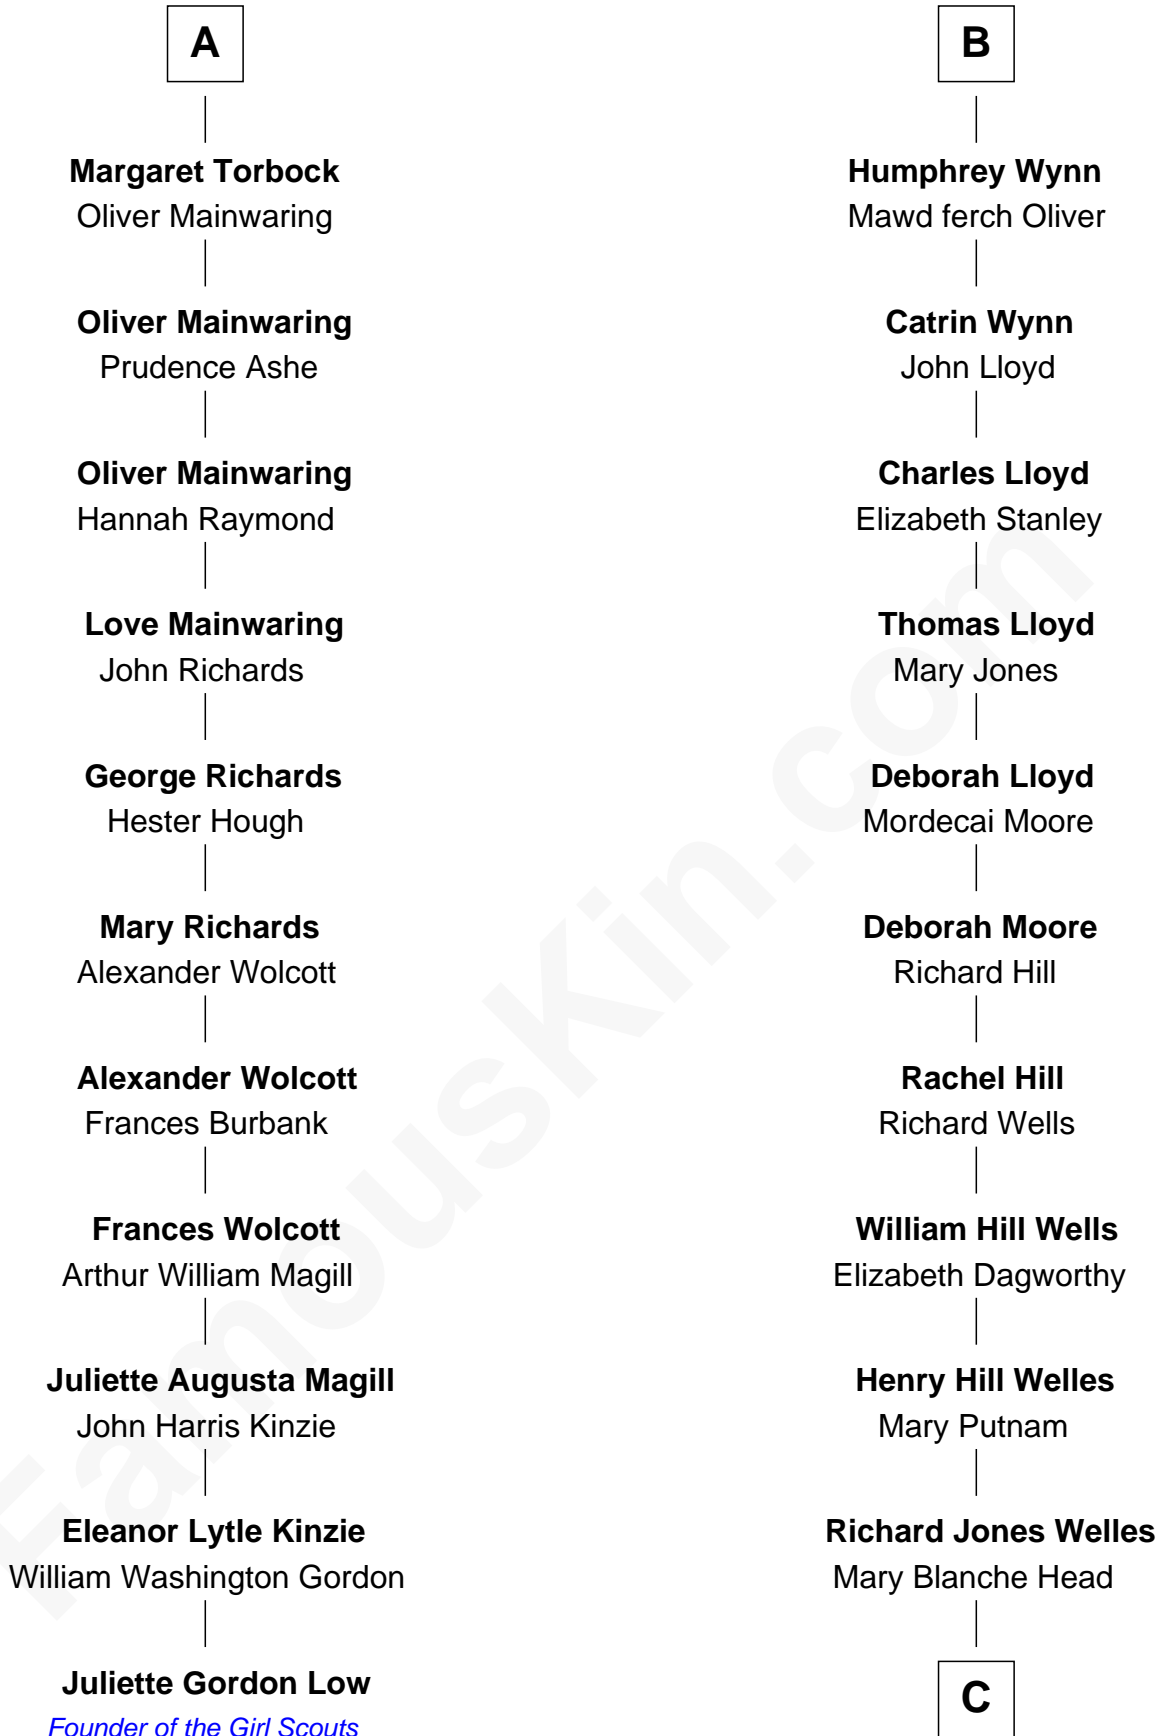 A
Margaret Torbock
Oliver Mainwaring
Oliver Mainwaring
Prudence Ashe
Oliver Mainwaring
Hannah Raymond
Love Mainwaring
John Richards
George Richards
Hester Hough
Mary Richards
Alexander Wolcott
Alexander Wolcott
Frances Burbank
Frances Wolcott
Arthur William Magill
Juliette Augusta Magill
John Harris Kinzie
Eleanor Lytle Kinzie
William Washington Gordon
Juliette Gordon Low
Founder of the Girl Scouts
B
Humphrey Wynn
Mawd ferch Oliver
Catrin Wynn
John Lloyd
Charles Lloyd
Elizabeth Stanley
Thomas Lloyd
Mary Jones
Deborah Lloyd
Mordecai Moore
Deborah Moore
Richard Hill
Rachel Hill
Richard Wells
William Hill Wells
Elizabeth Dagworthy
Henry Hill Welles
Mary Putnam
Richard Jones Welles
Mary Blanche Head
C
FamousKin.com